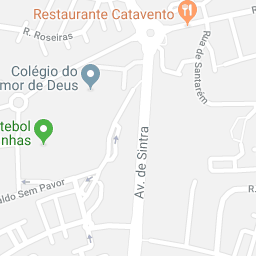 Restaurante Catavento
R. Roseiras
Rua de Santarém
Colégio do
mor de Deus
tebol
nhas
Av. de Sintra
aldo Sem Pavor
R.
R.